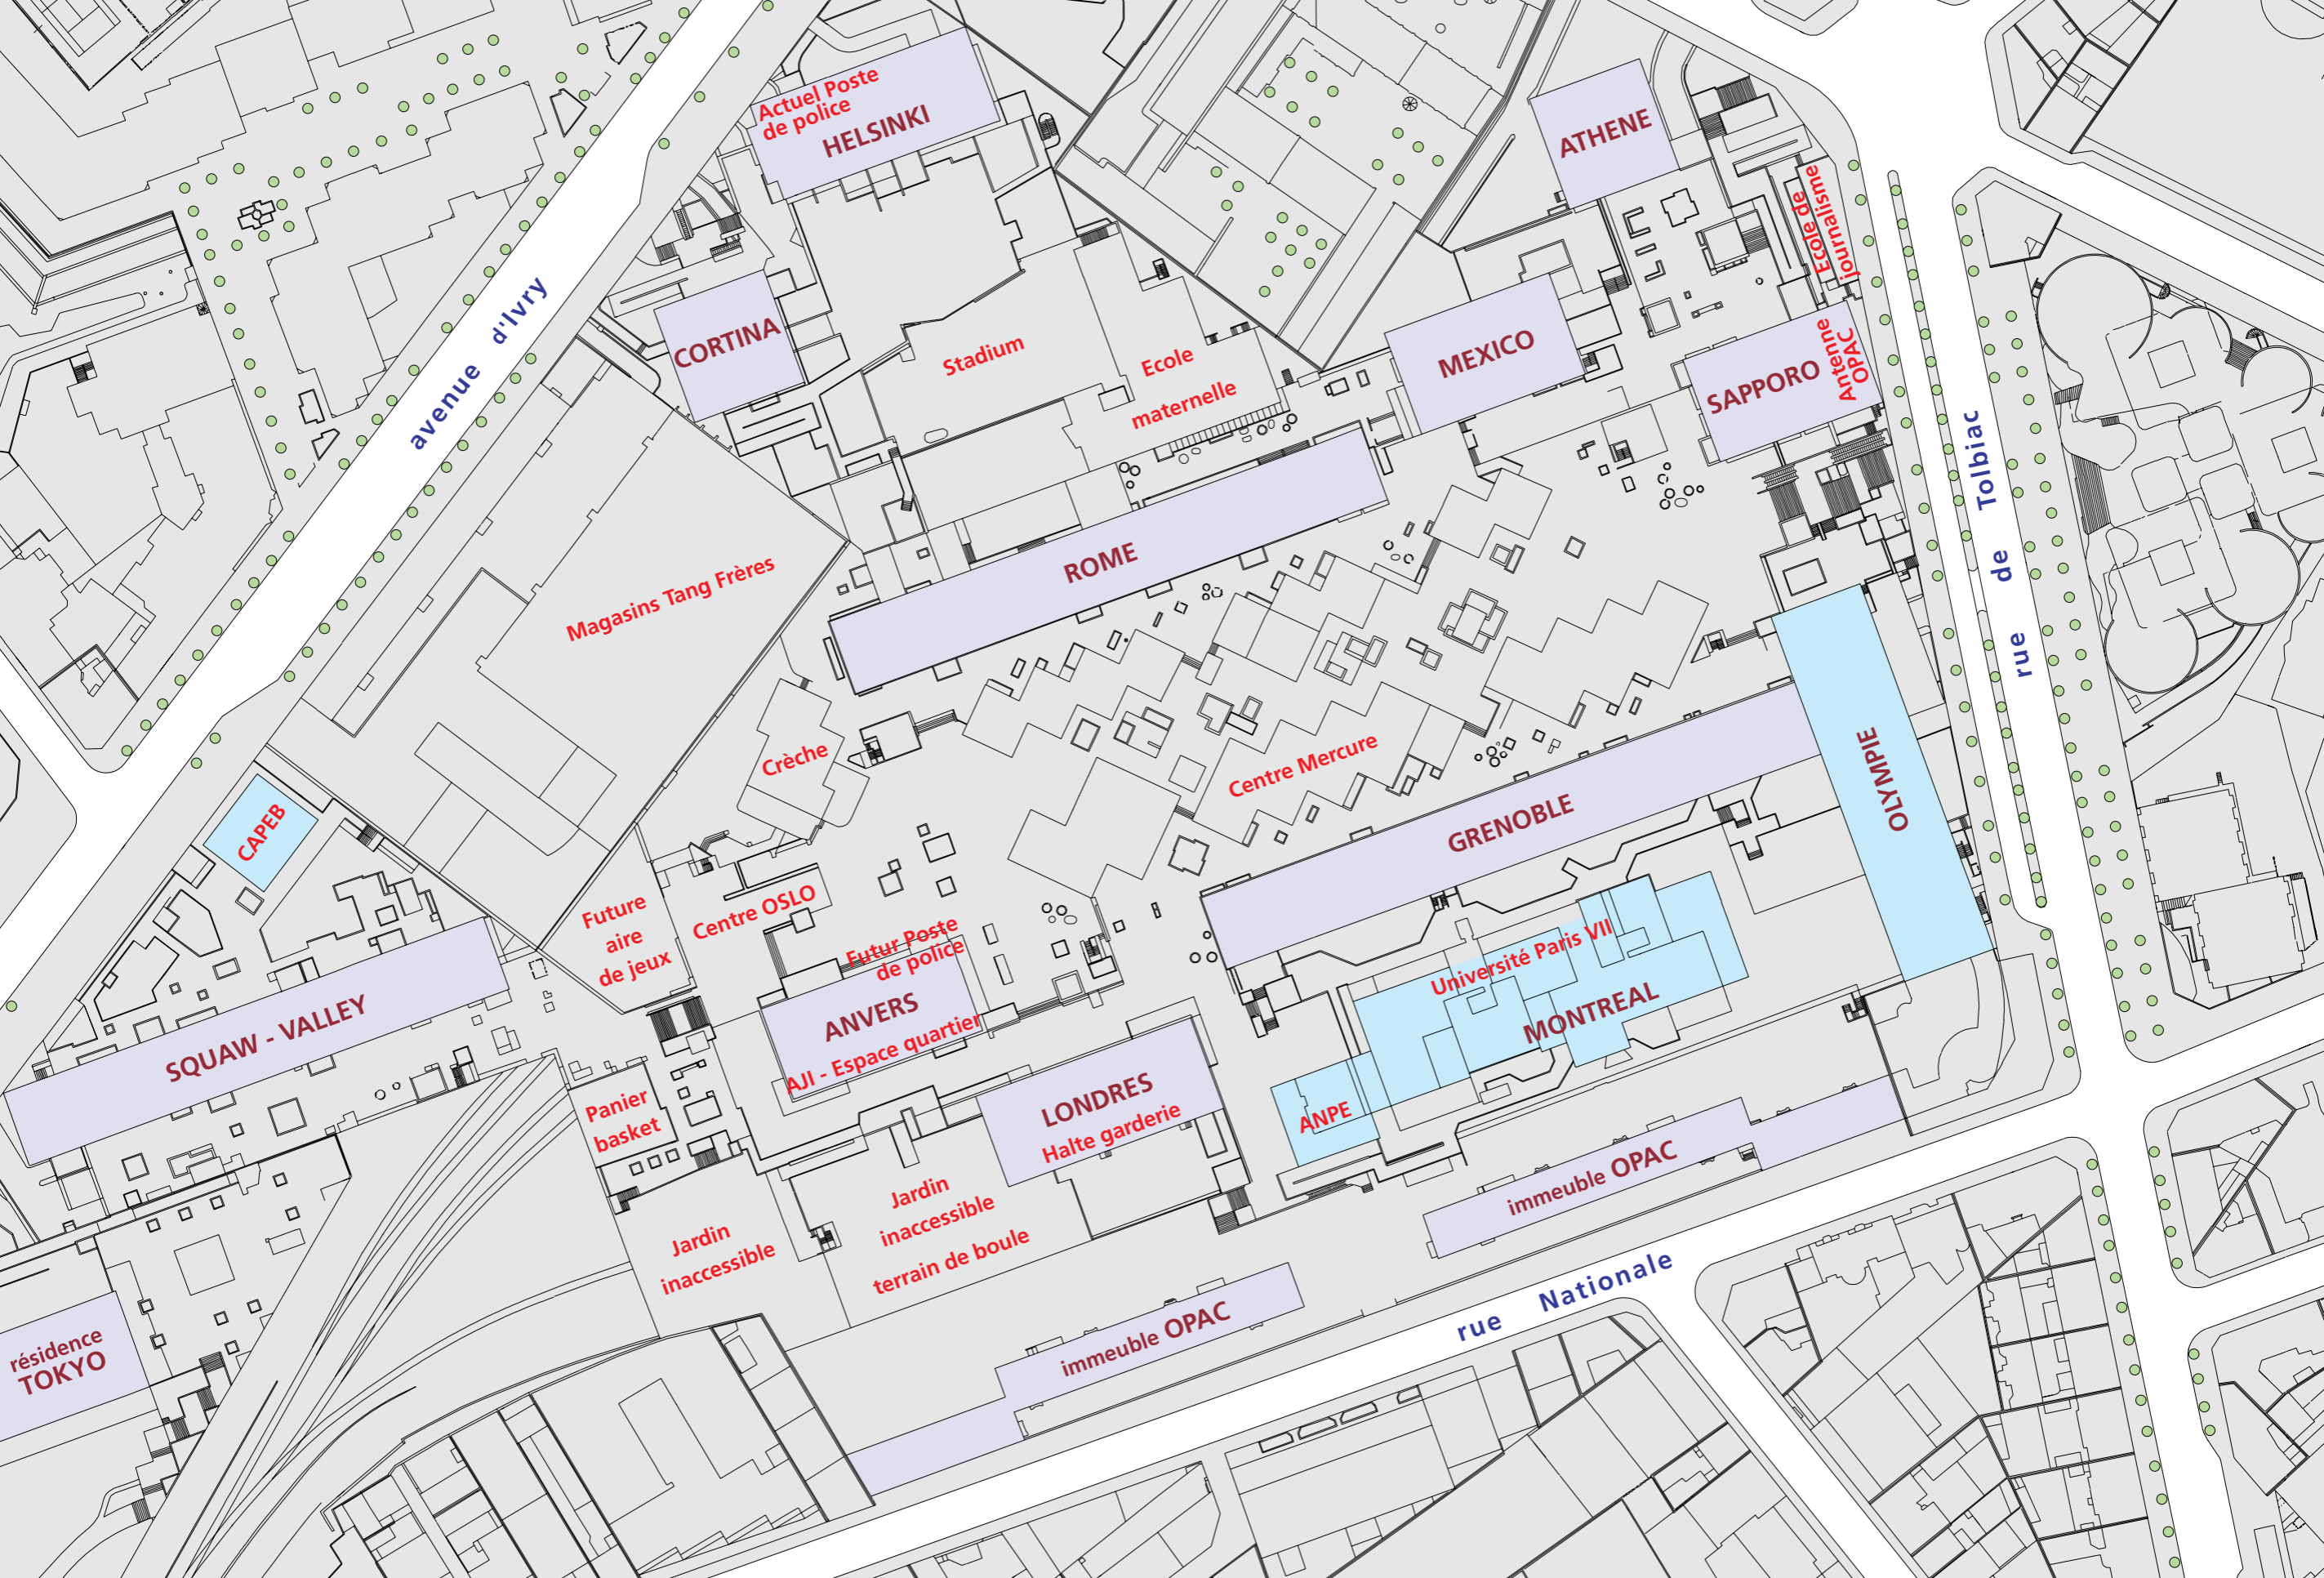 Actuel Poste
de police
HELSINKI
ATHENE
Ecole de
journalisme
avenue d'Ivry
CORTINA
Stadium
Ecole
maternelle
MEXICO
SAPPORO
Antenne
OPAC
rue de Tolbiac
ROME
Magasins Tang Frères
Crèche
Centre Mercure
GRENOBLE
OLYMPIE
CAPEB
Future
aire
de jeux
Centre OSLO
Futur Poste
de police
Université Paris VII
MONTREAL
SQUAW - VALLEY
ANVERS
AJI - Espace quartier
LONDRES
Halte garderie
ANPE
Panier
basket
immeuble OPAC
Jardin
inaccessible
Jardin
inaccessible
terrain de boule
rue Nationale
immeuble OPAC
résidence
TOKYO